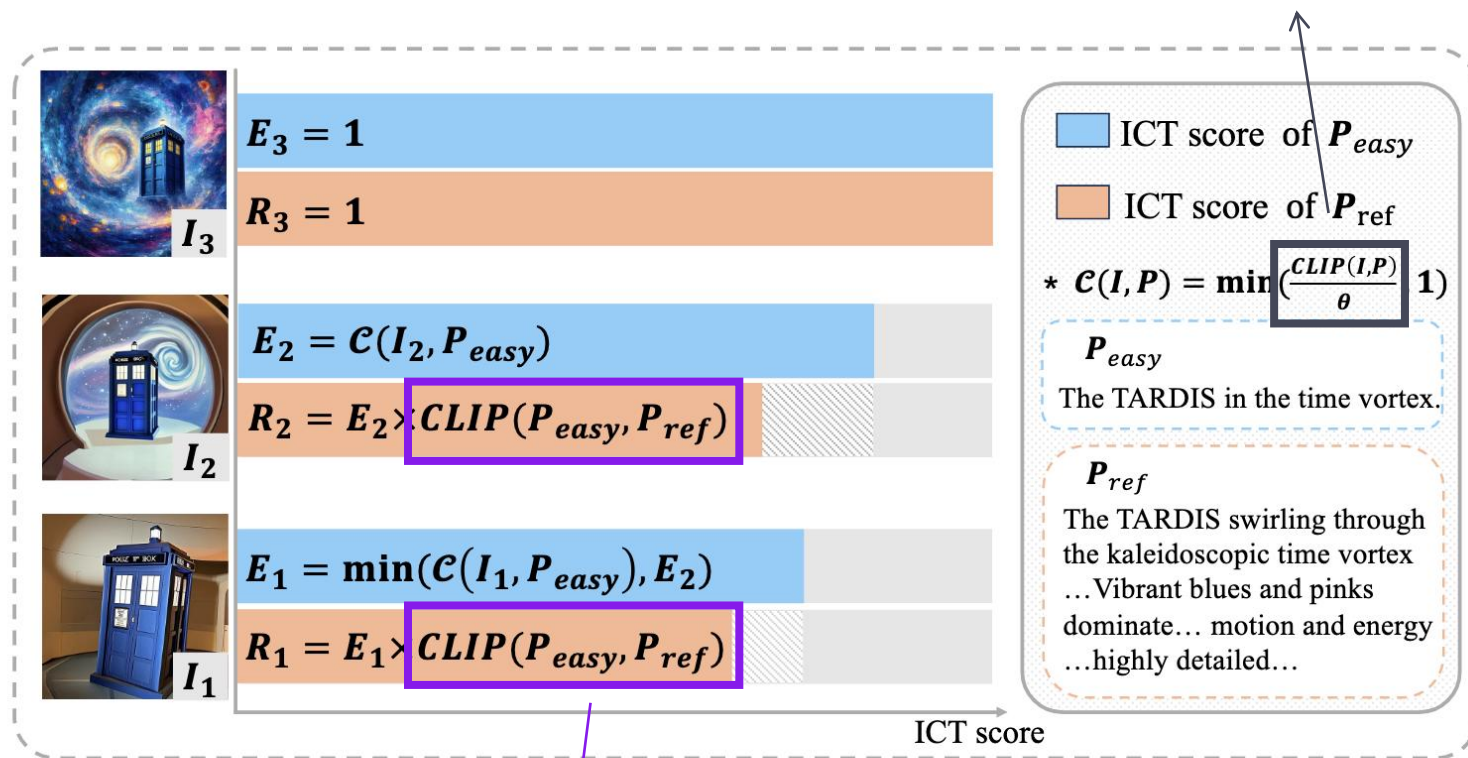 E₃ = 1
R₃ = 1
I₃
E₂ = C(I₂, P_easy)
R₂ = E₂ × CLIP(P_easy, P_ref)
I₂
E₁ = min(C(I₁, P_easy), E₂)
R₁ = E₁ × CLIP(P_easy, P_ref)
I₁
ICT score
ICT score of P_easy
ICT score of P_ref
* C(I, P) = min(CLIP(I,P)/θ 1)
P_easy
The TARDIS in the time vortex.
P_ref
The TARDIS swirling through
the kaleidoscopic time vortex
…Vibrant blues and pinks
dominate… motion and energy
…highly detailed…